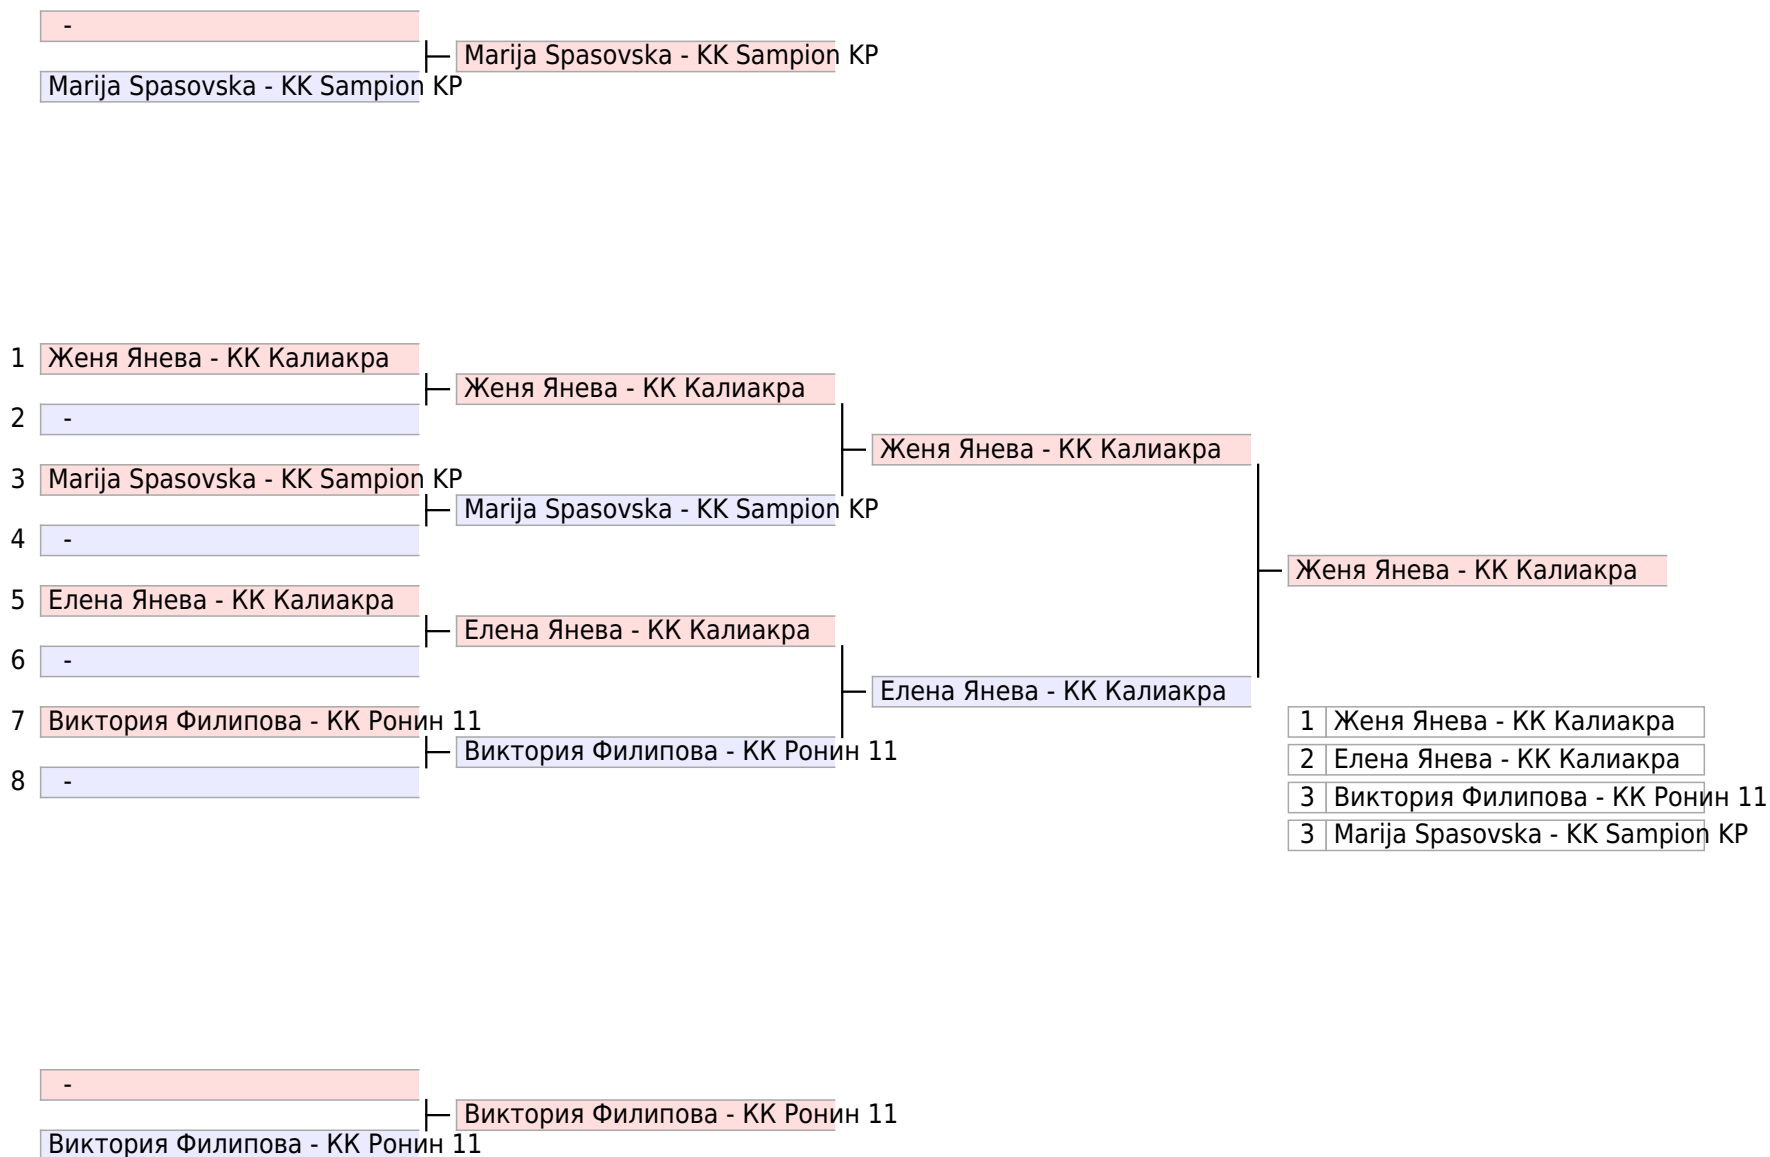 -
Marija Spasovska - KK Sampion KP
Marija Spasovska - KK Sampion KP
1 Женя Янева - КК Калиакра
Женя Янева - КК Калиакра
2 -
Женя Янева - КК Калиакра
3 Marija Spasovska - KK Sampion KP
Marija Spasovska - KK Sampion KP
4 -
Женя Янева - КК Калиакра
5 Елена Янева - КК Калиакра
Елена Янева - КК Калиакра
6 -
Елена Янева - КК Калиакра
7 Виктория Филипова - КК Ронин 11
Виктория Филипова - КК Ронин 11
8 -
1 Женя Янева - КК Калиакра
2 Елена Янева - КК Калиакра
3 Виктория Филипова - КК Ронин 11
3 Marija Spasovska - KK Sampion KP
-
Виктория Филипова - КК Ронин 11
Виктория Филипова - КК Ронин 11